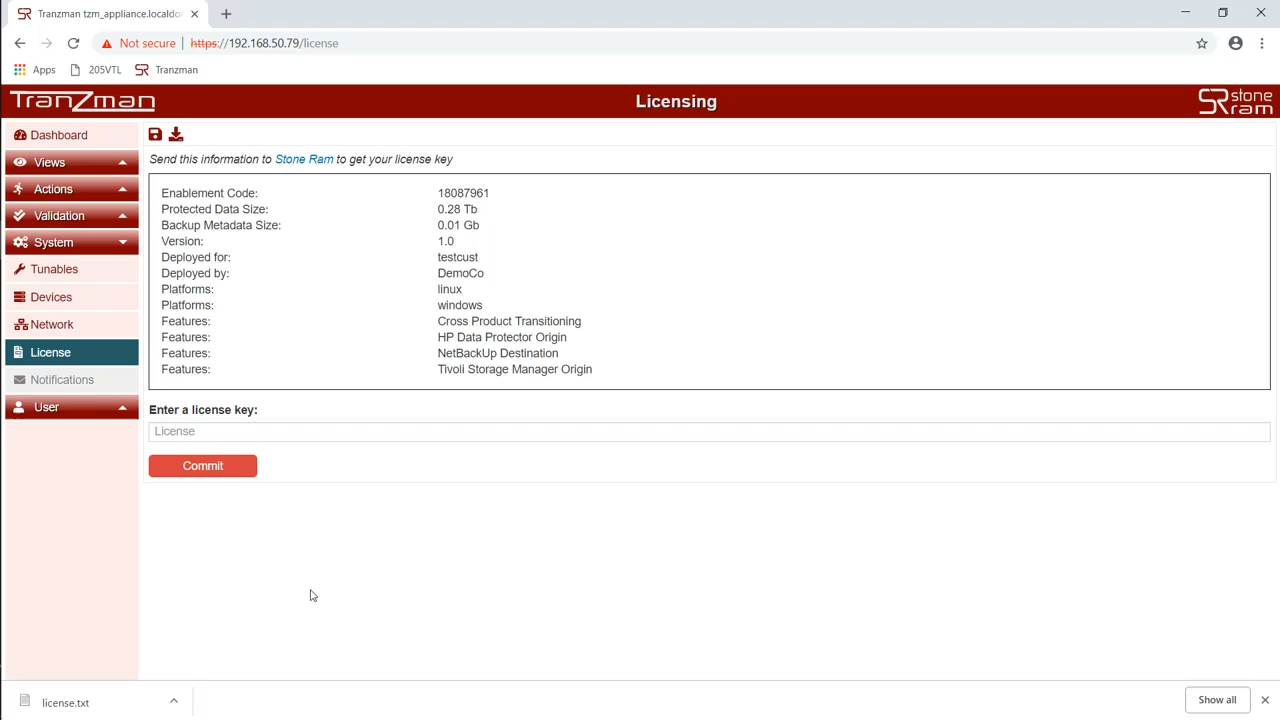 Tranzman tzm_appliance.localdo
Not secure
https://192.168.50.79/license
Apps
205VTL
Tranzman
TranZman
Licensing
stone ram
Dashboard
Views
Actions
Validation
System
Tunables
Devices
Network
License
Notifications
User
Send this information to Stone Ram to get your license key
Enablement Code: 18087961
Protected Data Size: 0.28 Tb
Backup Metadata Size: 0.01 Gb
Version: 1.0
Deployed for: testcust
Deployed by: DemoCo
Platforms: linux
Platforms: windows
Features: Cross Product Transitioning
Features: HP Data Protector Origin
Features: NetBackUp Destination
Features: Tivoli Storage Manager Origin
Enter a license key:
License
Commit
license.txt
Show all